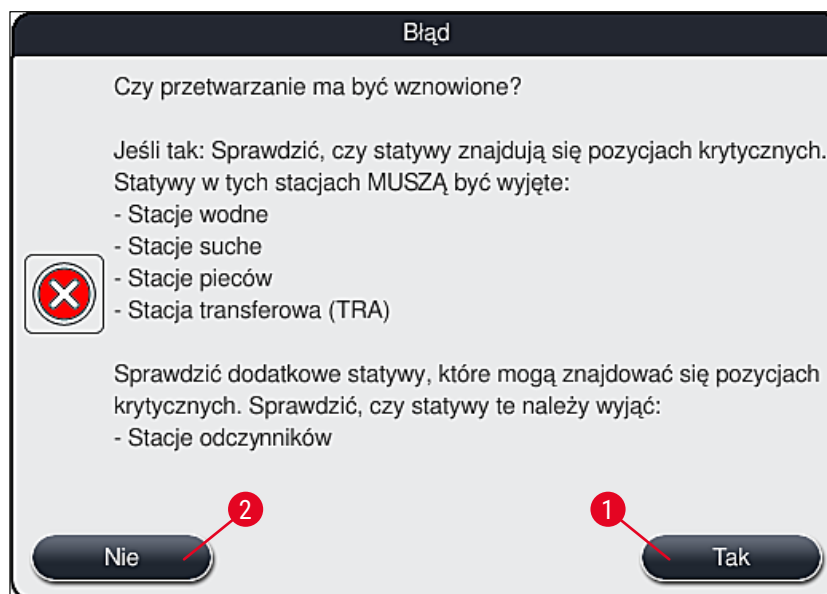 Błąd
Czy przetwarzanie ma być wznowione?
Jeśli tak: Sprawdzić, czy statywy znajdują się pozycjach krytycznych.
Statywy w tych stacjach MUSZĄ być wyjęte:
- Stacje wodne
- Stacje suche
- Stacje pieców
- Stacja transferowa (TRA)
Sprawdzić dodatkowe statywy, które mogą znajdować się pozycjach
krytycznych. Sprawdzić, czy statywy te należy wyjąć:
- Stacje odczynników
2 1
Nie Tak